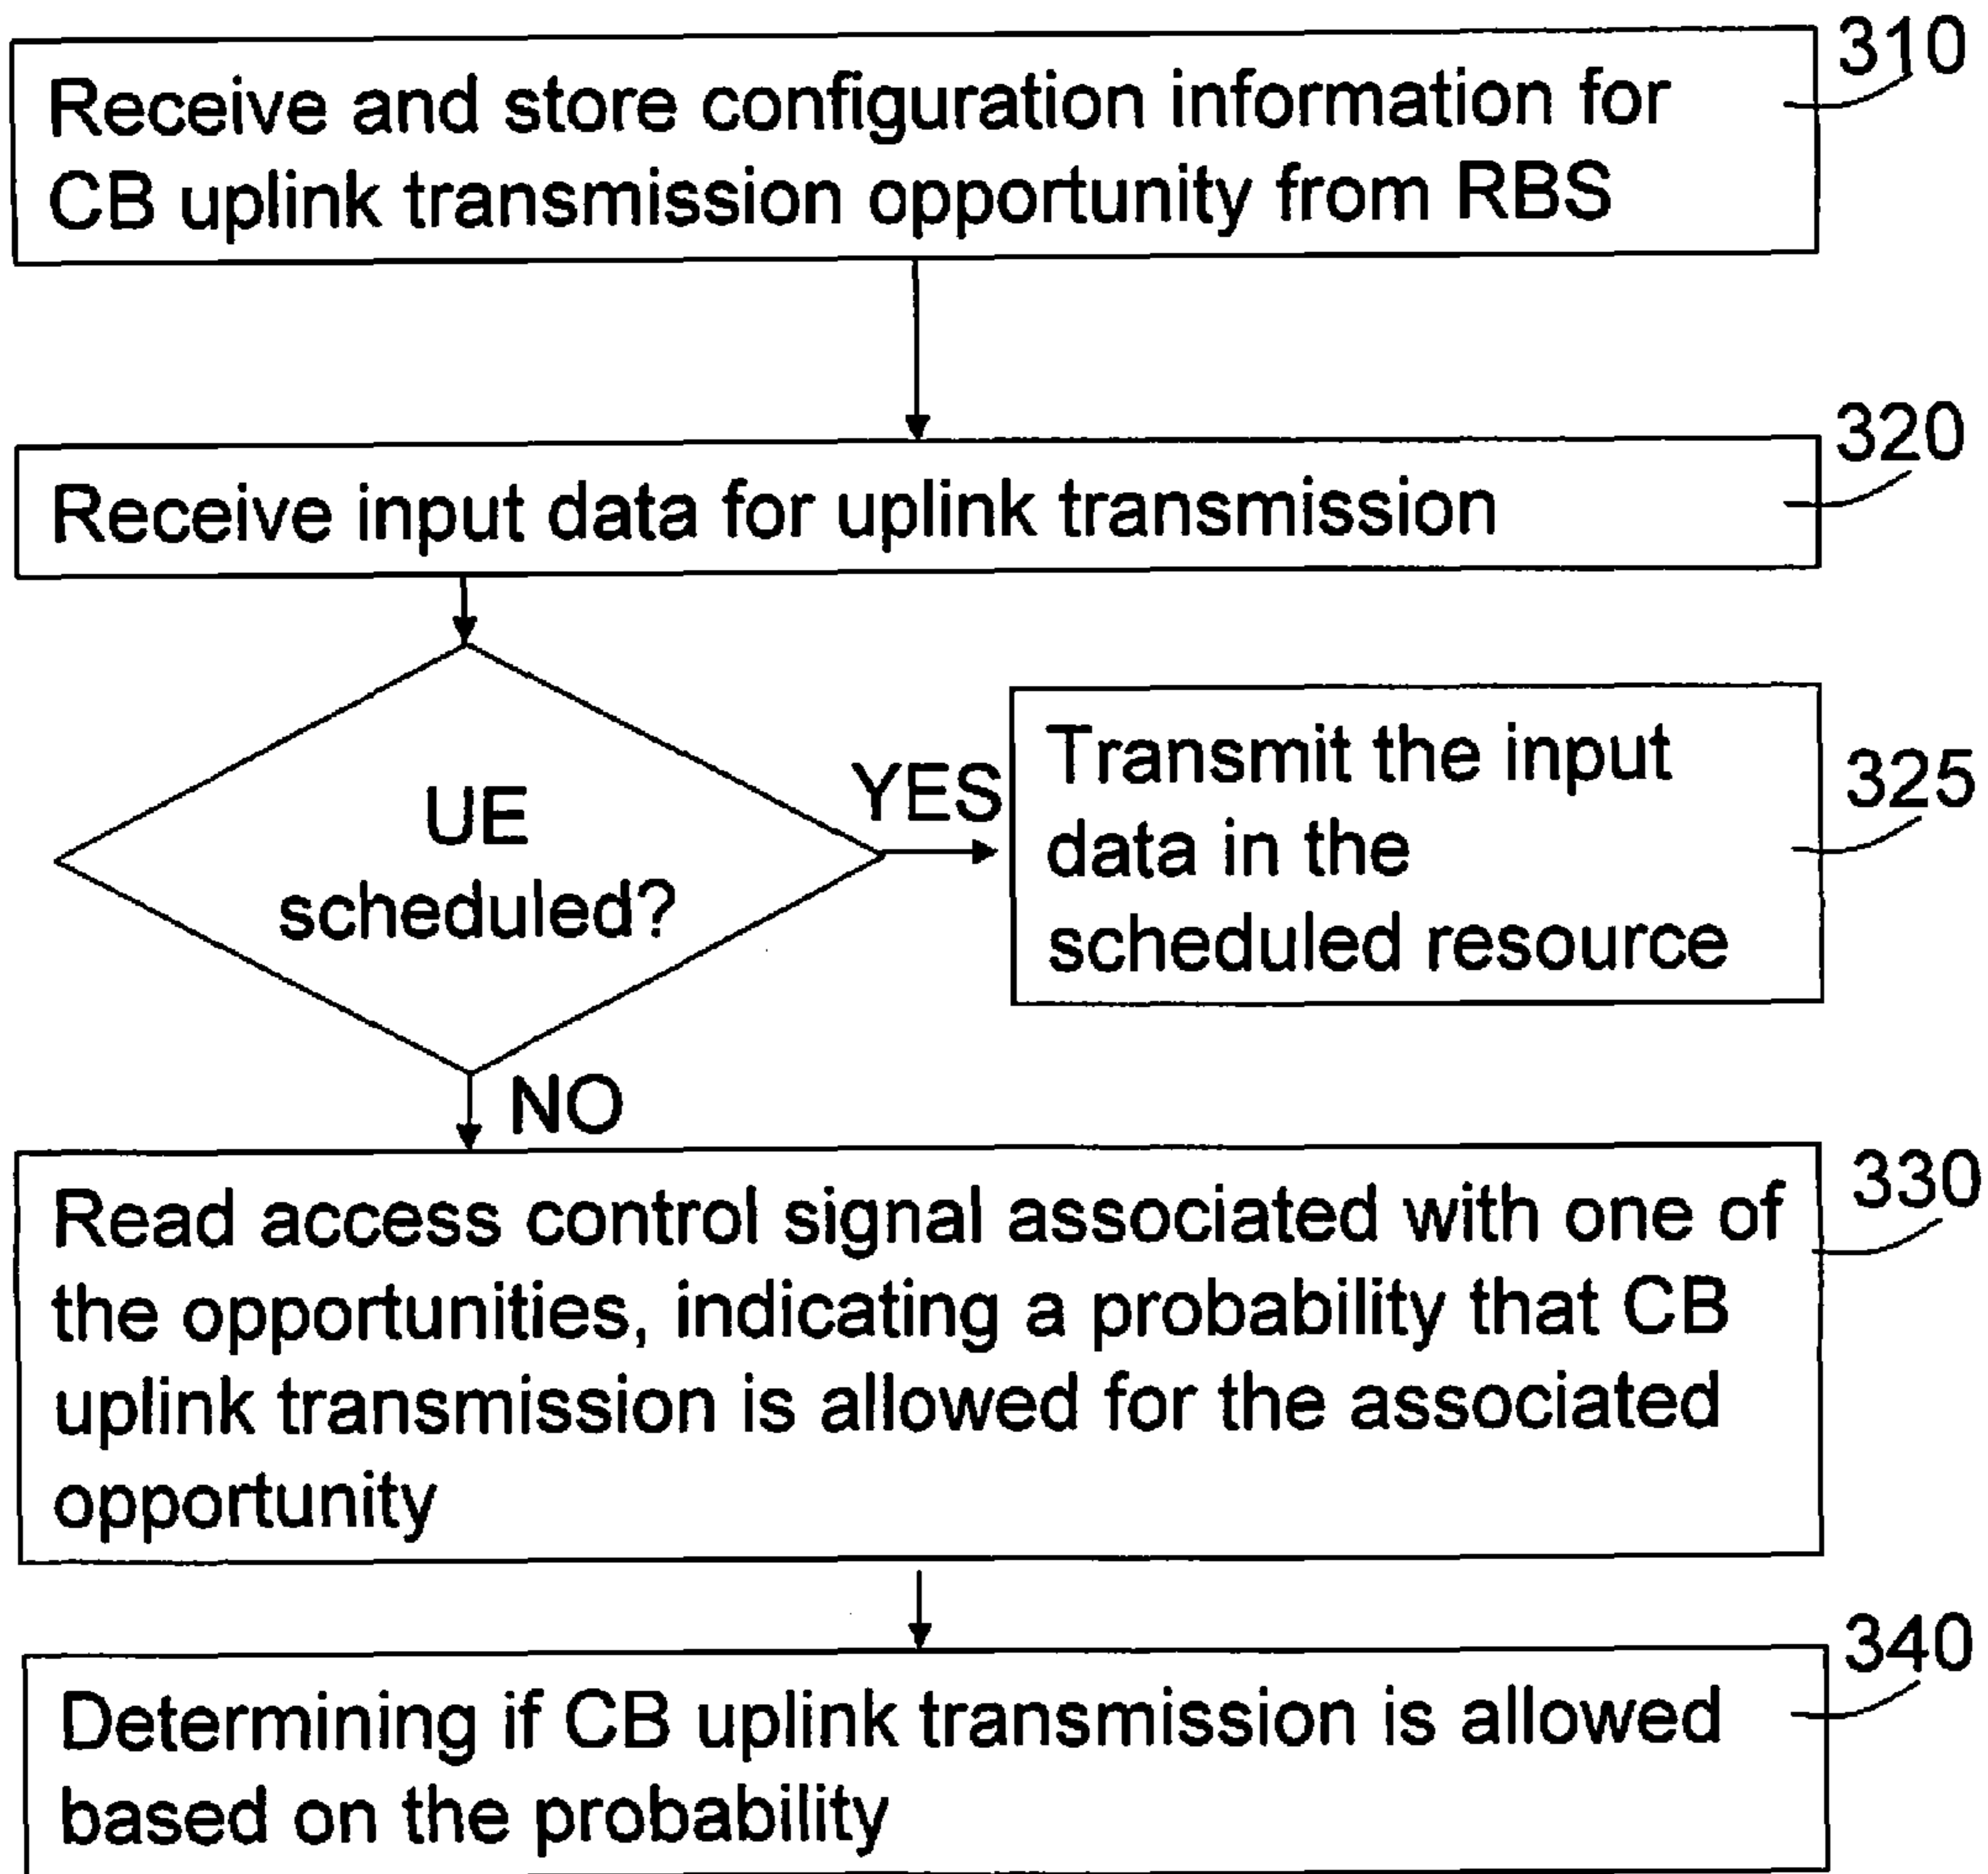 310
Receive and store configuration information for
CB uplink transmission opportunity from RBS
320
Receive input data for uplink transmission
UE
scheduled?
YES
Transmit the input
data in the
scheduled resource
325
NO
330
Read access control signal associated with one of
the opportunities, indicating a probability that CB
uplink transmission is allowed for the associated
opportunity
340
Determining if CB uplink transmission is allowed
based on the probability